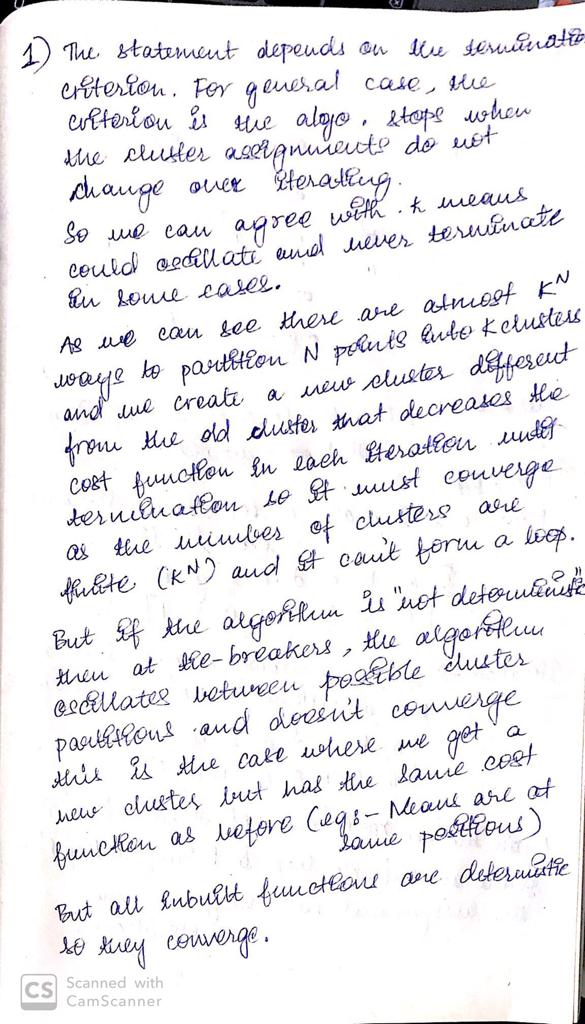 1) The statement depends on the terminatio
criterion. For general case, the
criterion is the algo. stops when
the cluster assignments do not
change over iterating.
So we can agree with k means
could oscillate and never terminate
in some cases.
As we can see there are atmost K^N
ways to partition N points into K clusters
and we create a new cluster different
from the old cluster that decreases the
cost function in each iteration until
termination so it must converge
as the number of clusters are
finite (K^N) and it can't form a loop.
But if the algorithm is "not deterministic"
then at tie-breakers, the algorithm
oscillates between possible cluster
partitions and doesn't converge
this is the case where we get a
new cluster but has the same cost
function as before (eg:- Means are at
same positions)
But all inbuilt functions are determistic
so they converge.
CS Scanned with
CamScanner